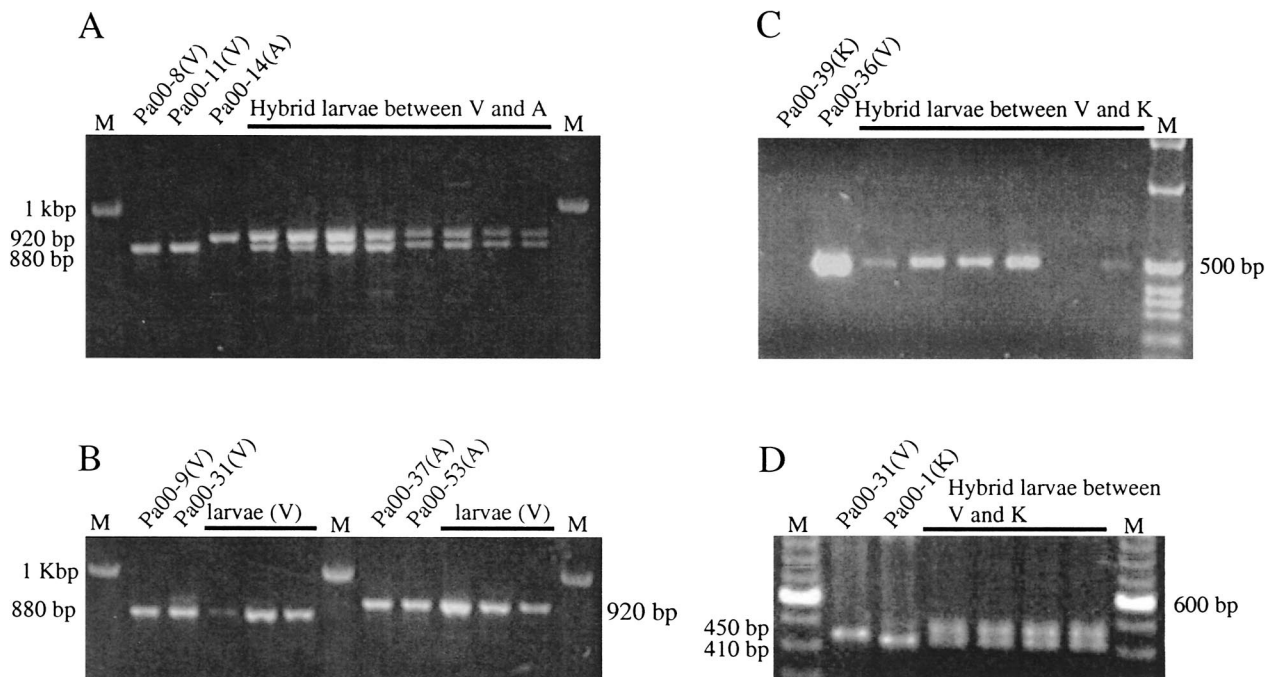 A
Pa00-8(V)
Pa00-11(V)
Pa00-14(A)
Hybrid larvae between V and A
M
M
1 kbp
920 bp
880 bp
B
Pa00-9(V)
Pa00-31(V)
larvae (V)
Pa00-37(A)
Pa00-53(A)
larvae (V)
M
M
M
1 Kbp
880 bp
920 bp
C
Pa00-39(K)
Pa00-36(V)
Hybrid larvae between V and K
M
500 bp
D
Pa00-31(V)
Pa00-1(K)
Hybrid larvae between
V and K
M
M
600 bp
450 bp
410 bp